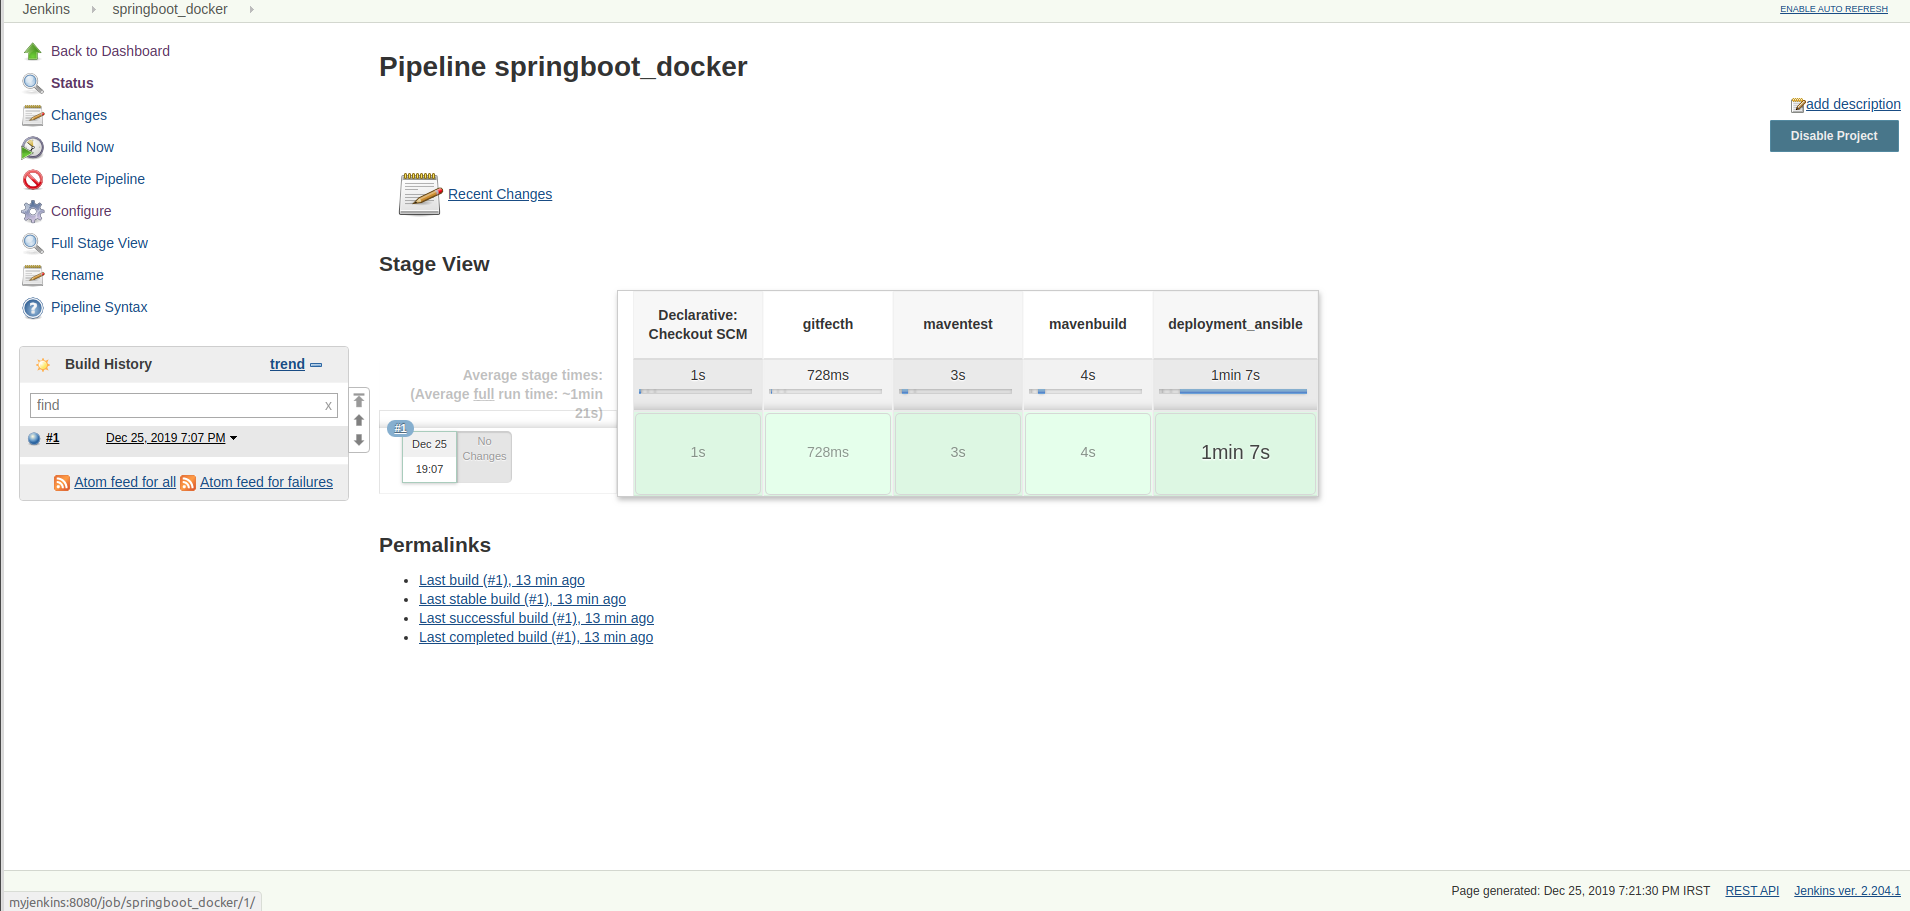 Jenkins
springboot_docker
ENABLE AUTO REFRESH
Back to Dashboard
Status
Changes
Build Now
Delete Pipeline
Configure
Full Stage View
Rename
Pipeline Syntax
Build History
trend
find
x
#1
Dec 25, 2019 7:07 PM
Atom feed for all
Atom feed for failures
Pipeline springboot_docker
add description
Disable Project
Recent Changes
Stage View
Declarative:
Checkout SCM
gitfecth
maventest
mavenbuild
deployment_ansible
Average stage times:
(Average full run time: ~1min
21s)
1s
728ms
3s
4s
1min 7s
#1
Dec 25
19:07
No
Changes
1s
728ms
3s
4s
1min 7s
Permalinks
Last build (#1), 13 min ago
Last stable build (#1), 13 min ago
Last successful build (#1), 13 min ago
Last completed build (#1), 13 min ago
Page generated: Dec 25, 2019 7:21:30 PM IRST
REST API
Jenkins ver. 2.204.1
myjenkins:8080/job/springboot_docker/1/